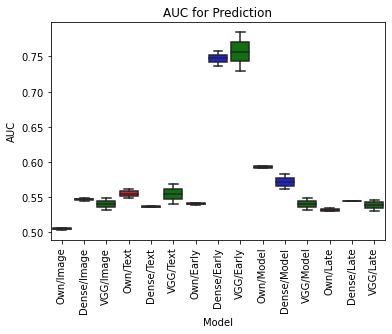 AUC for Prediction
AUC
0.75
0.70
0.65
0.60
0.55
0.50
Own/Image
Dense/Image
VGG/Image
Own/Text
Dense/Text
VGG/Text
Own/Early
Dense/Early
VGG/Early
Own/Model
Dense/Model
VGG/Model
Own/Late
Dense/Late
VGG/Late
Model